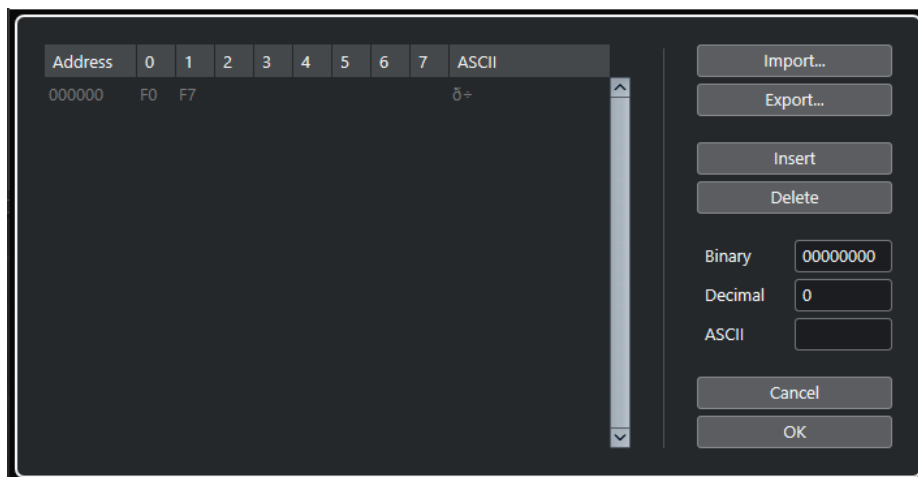 Address 0 1 2 3 4 5 6 7 ASCII
000000 F0 F7 ð÷
Import...
Export...
Insert
Delete
Binary 00000000
Decimal 0
ASCII
Cancel
OK